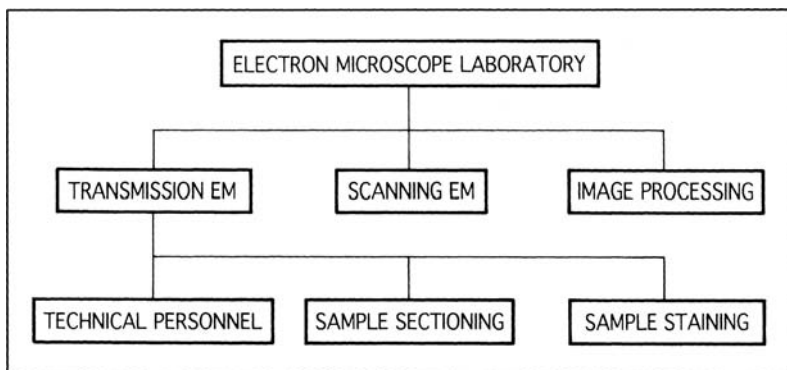 ELECTRON MICROSCOPE LABORATORY
TRANSMISSION EM
SCANNING EM
IMAGE PROCESSING
TECHNICAL PERSONNEL
SAMPLE SECTIONING
SAMPLE STAINING